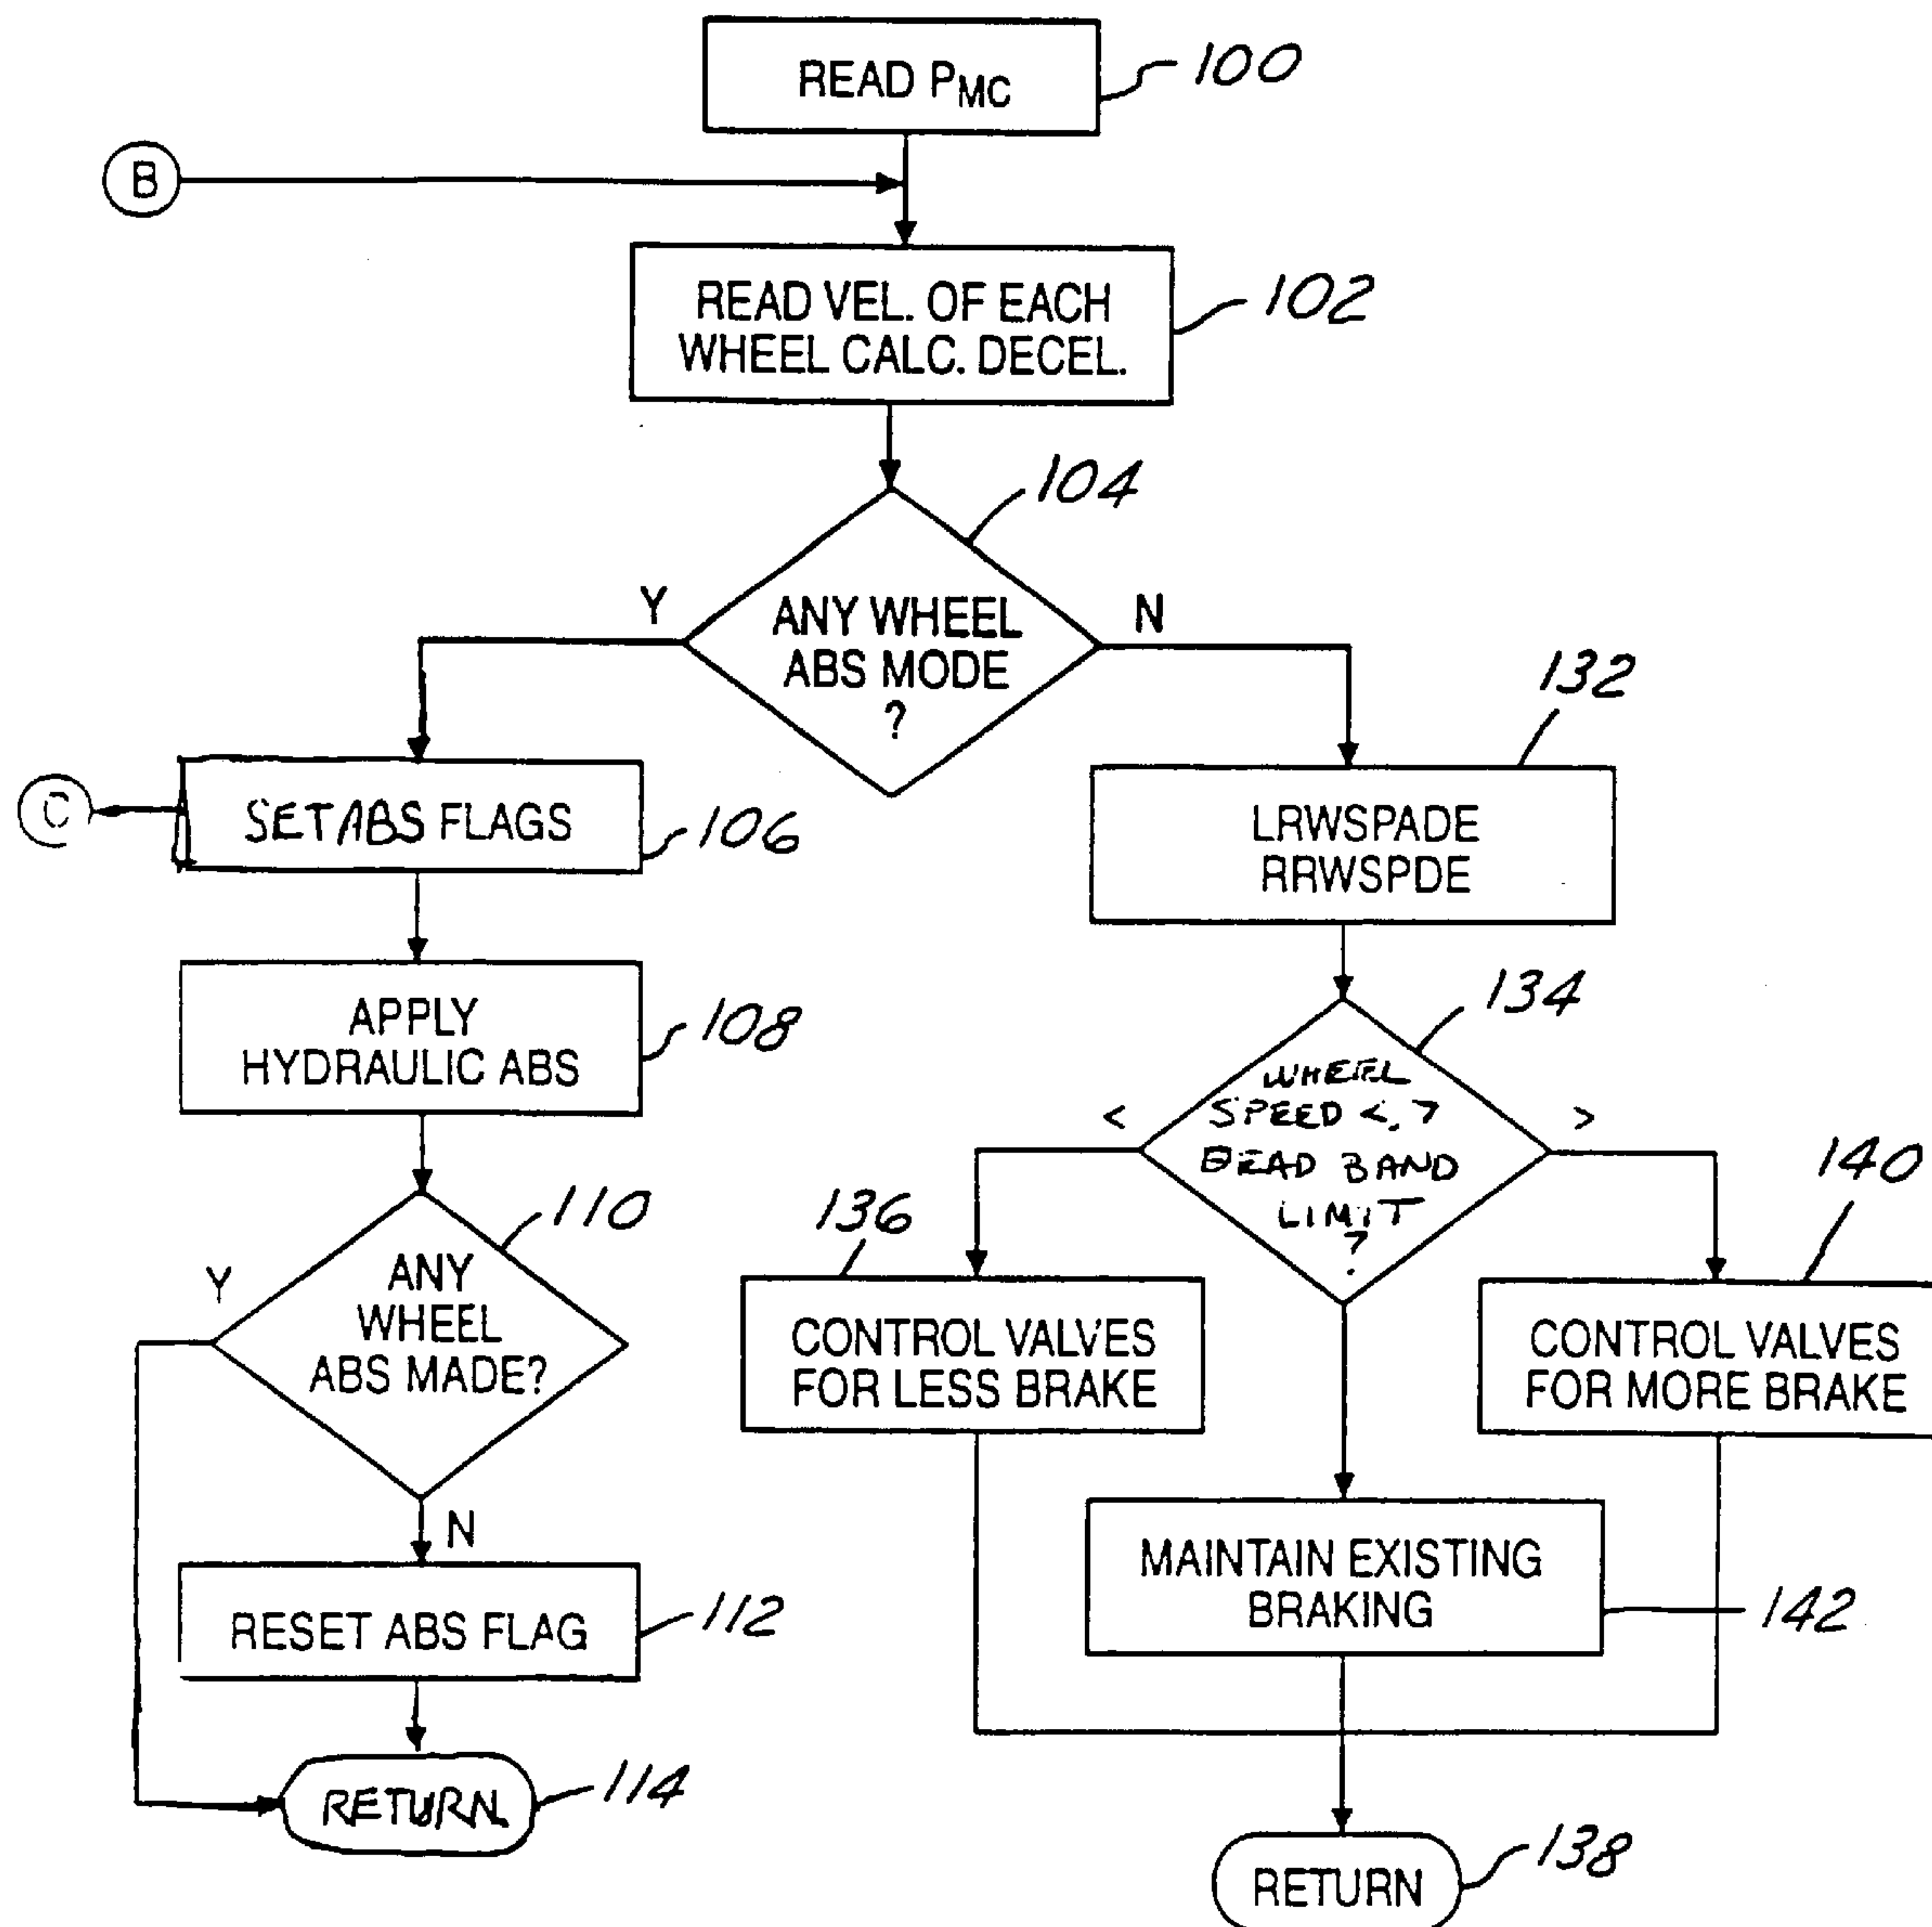 READ PMC
100
B
READ VEL. OF EACH
WHEEL CALC. DECEL.
102
104
Y
ANY WHEEL
ABS MODE
?
N
132
C
SET ABS FLAGS
106
LRWSPADE
RRWSPDE
APPLY
HYDRAULIC ABS
108
134
<
WHEEL
SPEED <, >
DEAD BAND
LIMIT
?
>
110
Y
ANY
WHEEL
ABS MADE?
N
136
CONTROL VALVES
FOR LESS BRAKE
140
CONTROL VALVES
FOR MORE BRAKE
RESET ABS FLAG
112
MAINTAIN EXISTING
BRAKING
142
RETURN
114
RETURN
138